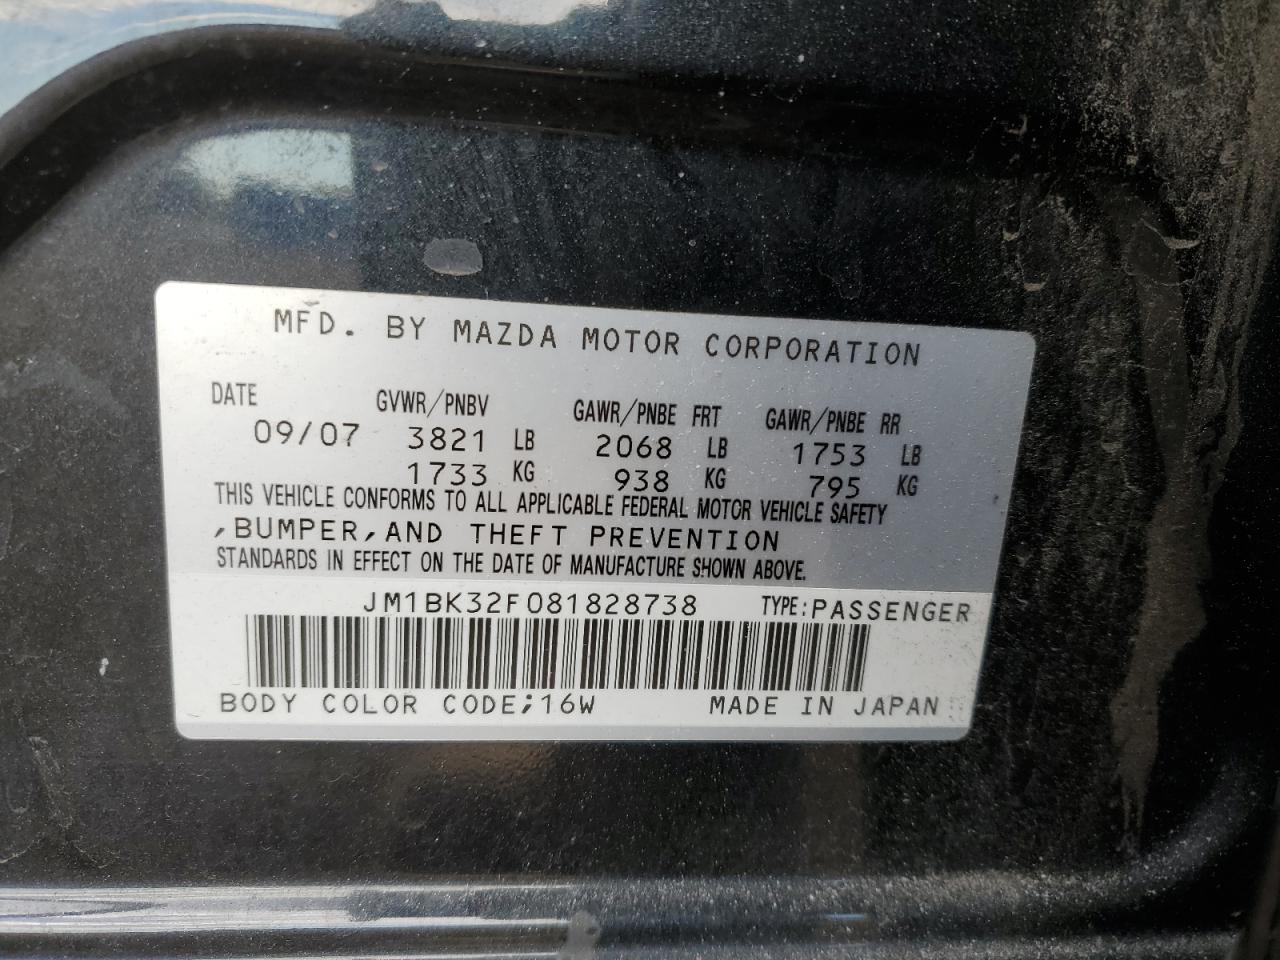 MFD. BY MAZDA MOTOR CORPORATION
DATE GVWR/PNBV GAWR/PNBE FRT GAWR/PNBE RR
09/07 3821 LB 2068 LB 1753 LB
1733 KG 938 KG 795 KG
THIS VEHICLE CONFORMS TO ALL APPLICABLE FEDERAL MOTOR VEHICLE SAFETY
,BUMPER,AND THEFT PREVENTION
STANDARDS IN EFFECT ON THE DATE OF MANUFACTURE SHOWN ABOVE.
JM1BK32F081828738 TYPE:PASSENGER
BODY COLOR CODE;16W MADE IN JAPAN